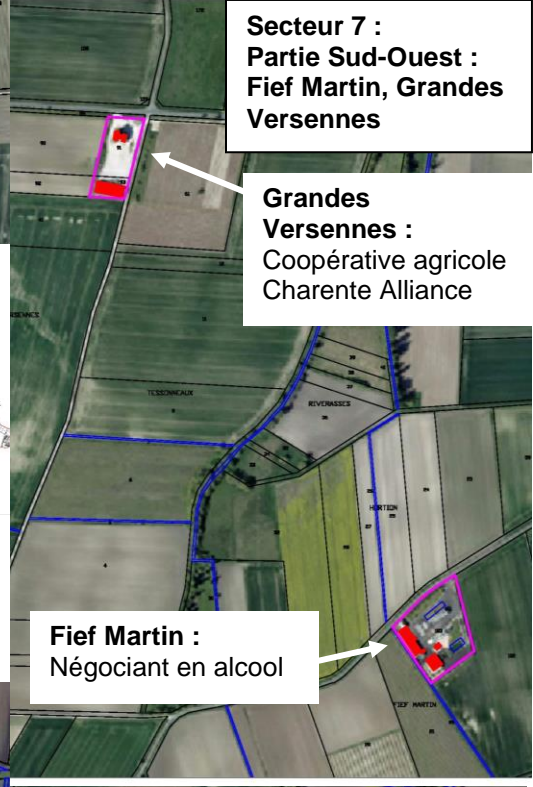 Secteur 7 :
Partie Sud-Ouest :
Fief Martin, Grandes
Versennes
Grandes
Versennes :
Coopérative agricole
Charente Alliance
TESSONNEAUX
RIVERASSES
HORTION
Fief Martin :
Négociant en alcool
FIEF MARTIN